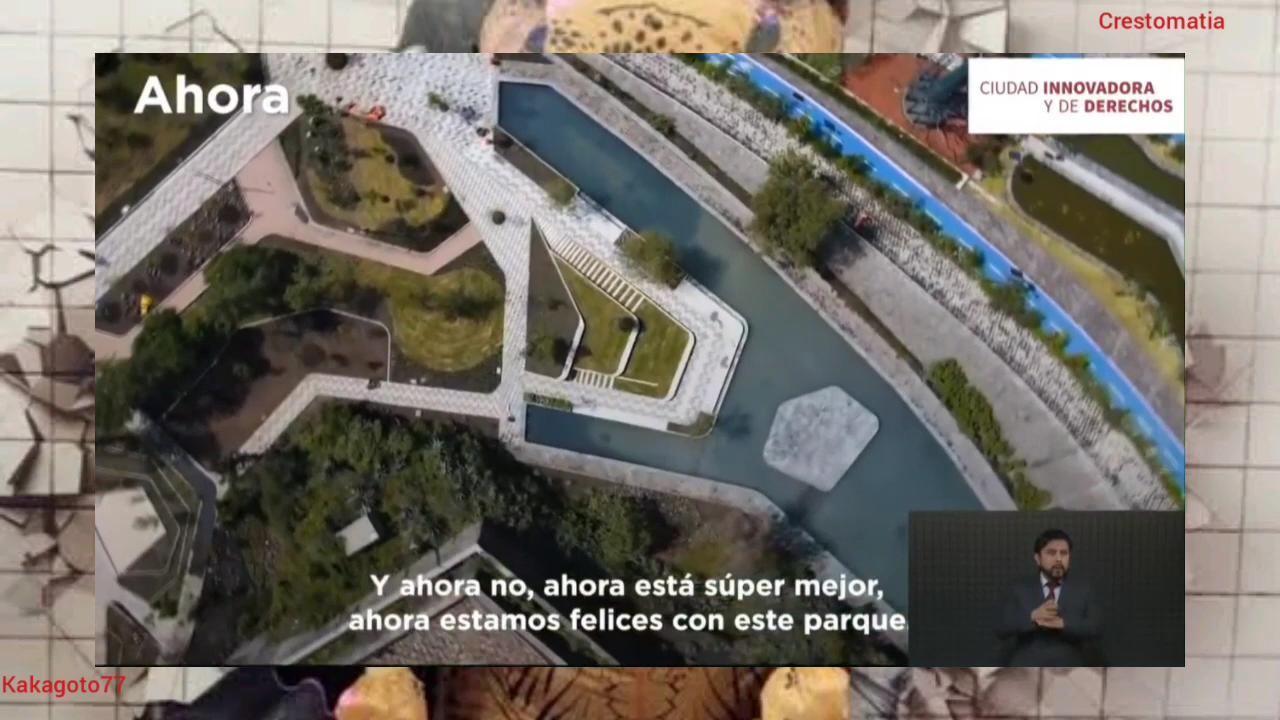 Crestomatia
Ahora
CIUDAD INNOVADORA
Y DE DERECHOS
Y ahora no, ahora está súper mejor,
ahora estamos felices con este parque
Kakagoto77